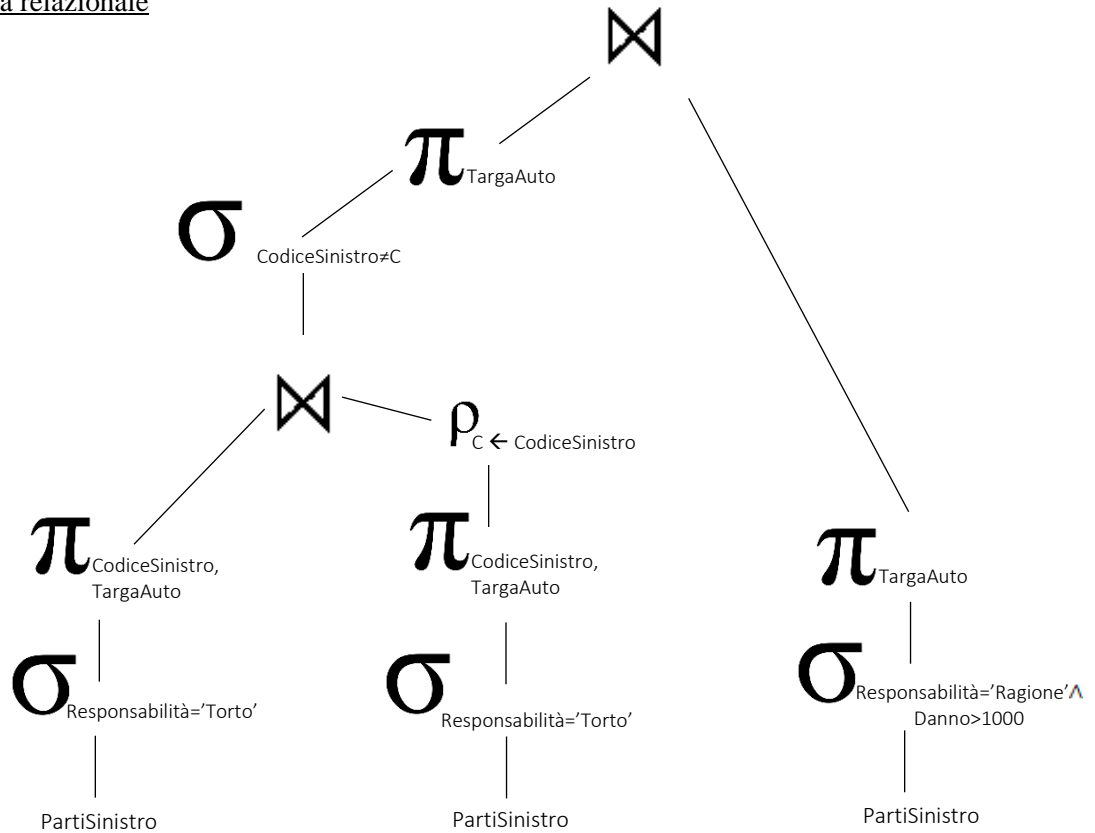 a relazionale
⋈
π TargaAuto
σ CodiceSinistro≠C
⋈
ρ C ← CodiceSinistro
π CodiceSinistro,
TargaAuto
π CodiceSinistro,
TargaAuto
π TargaAuto
σ Responsabilità='Torto'
σ Responsabilità='Torto'
σ Responsabilità='Ragione'∧
Danno>1000
PartiSinistro
PartiSinistro
PartiSinistro